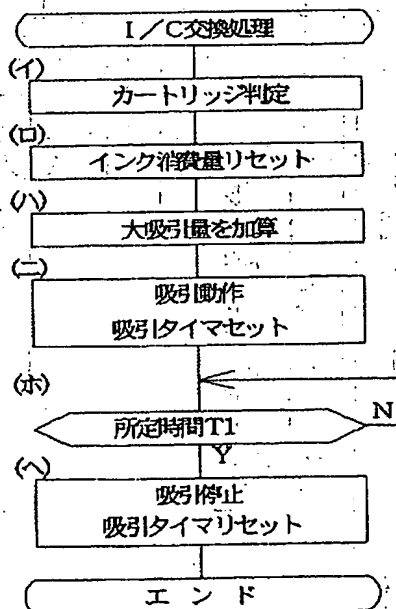 I／C交換処理
(イ)
カートリッジ判定
(ロ)
インク消費量リセット
(ハ)
大吸引量を加算
(ニ)
吸引動作
吸引タイマセット
(ホ)
所定時間T1
N
Y
(ヘ)
吸引停止
吸引タイマリセット
エンド